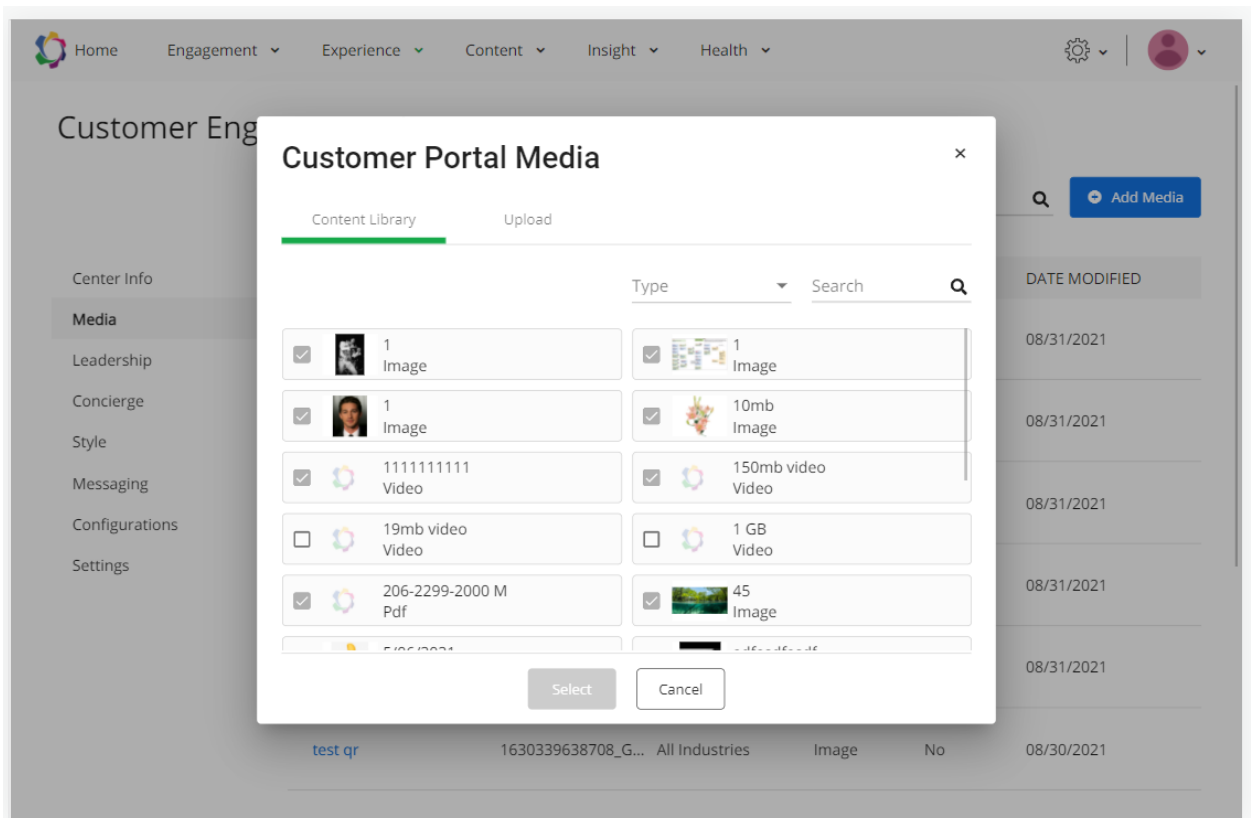 Home Engagement Experience Content Insight Health
Customer Eng
Customer Portal Media
Add Media
Content Library Upload
Type Search
Center Info
Media
Leadership
Concierge
Style
Messaging
Configurations
Settings
1
Image
1
Image
1
Image
10mb
Image
1111111111
Video
150mb video
Video
19mb video
Video
1 GB
Video
206-2299-2000 M
Pdf
45
Image
5/06/2021
Select Cancel
DATE MODIFIED
08/31/2021
08/31/2021
08/31/2021
08/31/2021
08/31/2021
test qr 1630339638708_G... All Industries Image No 08/30/2021